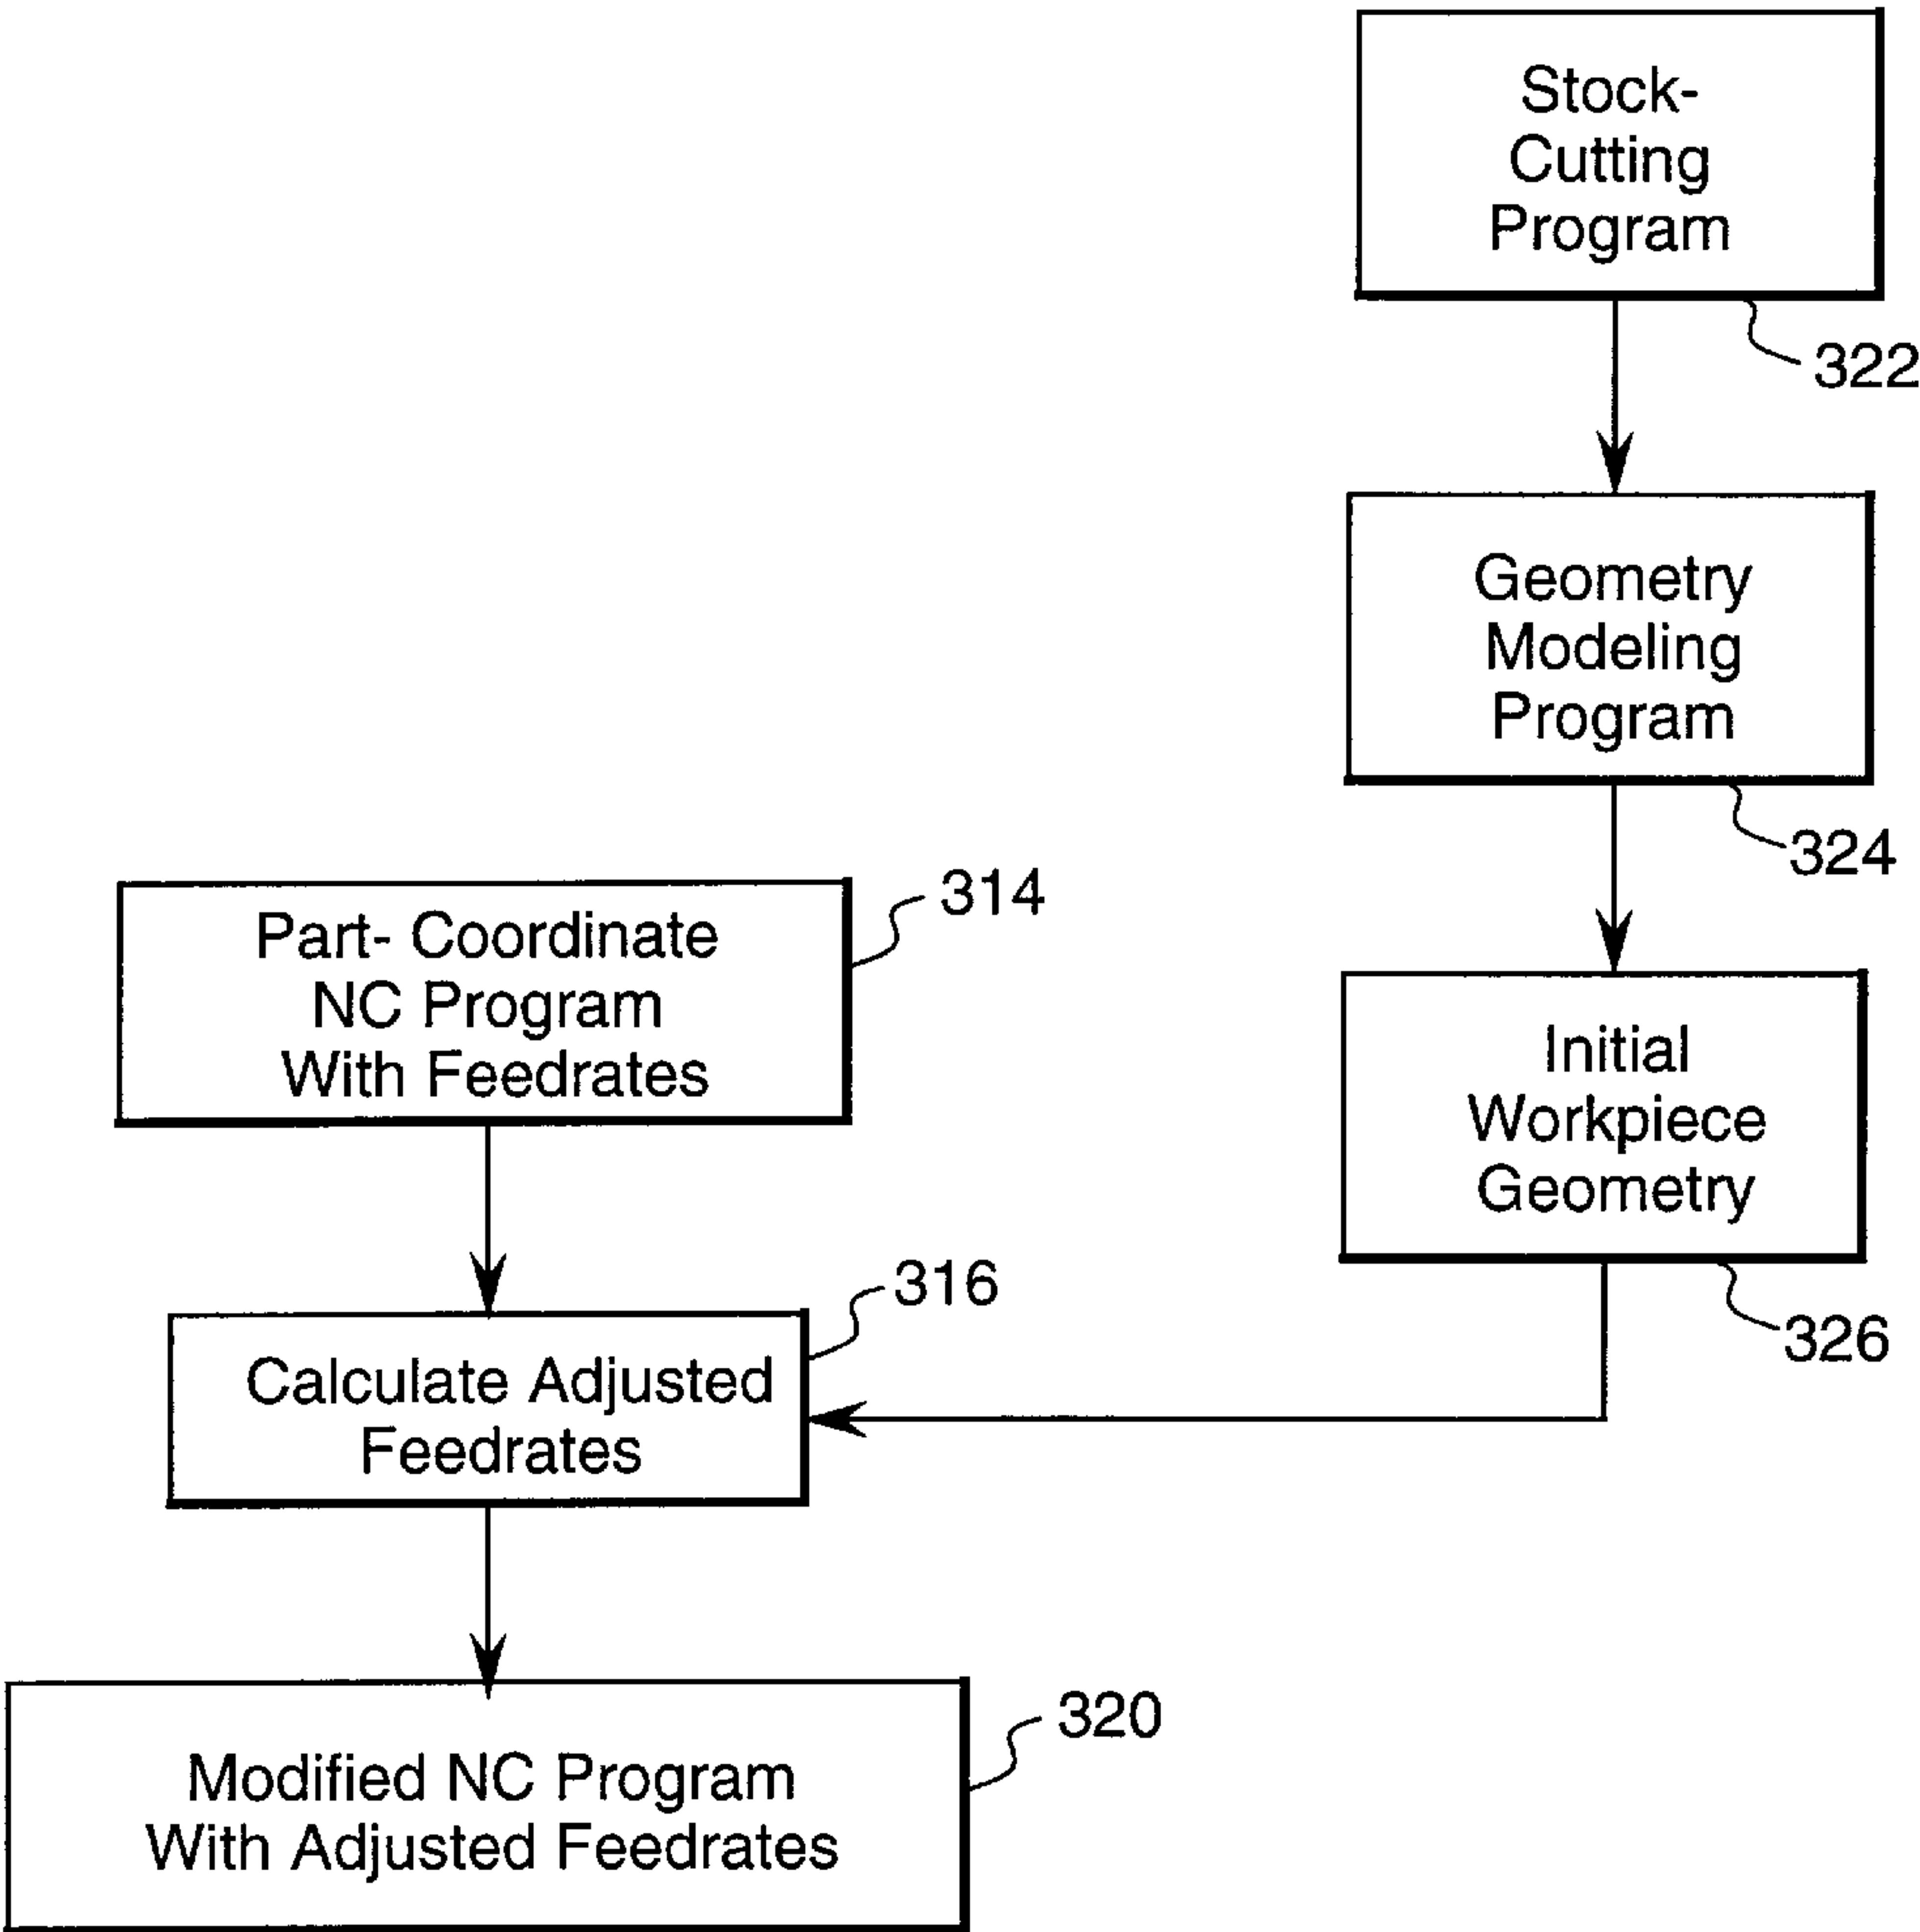 Stock-
Cutting
Program
322
Geometry
Modeling
Program
324
Part- Coordinate
NC Program
With Feedrates
314
Initial
Workpiece
Geometry
326
Calculate Adjusted
Feedrates
316
Modified NC Program
With Adjusted Feedrates
320